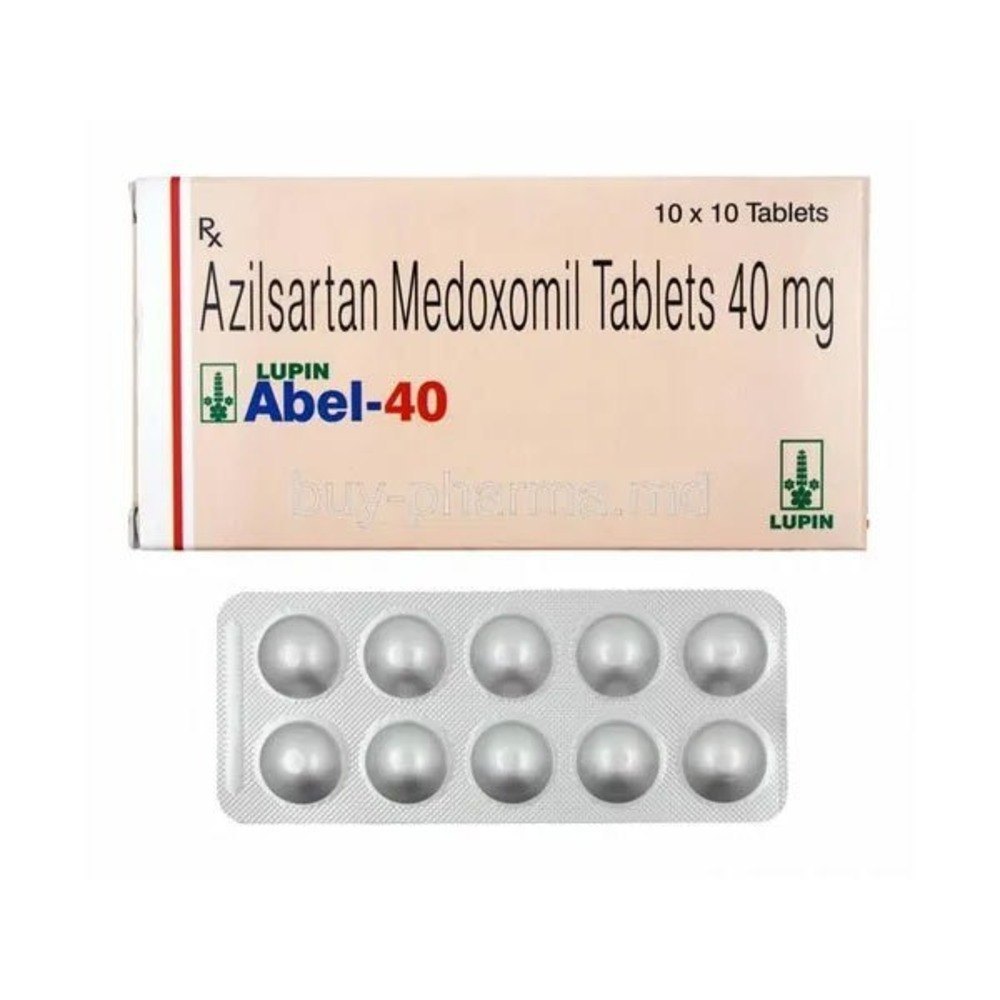 10 x 10 Tablets
Rx
Azilsartan Medoxomil Tablets 40 mg
LUPIN
Abel-40
buy-pharma.md
LUPIN